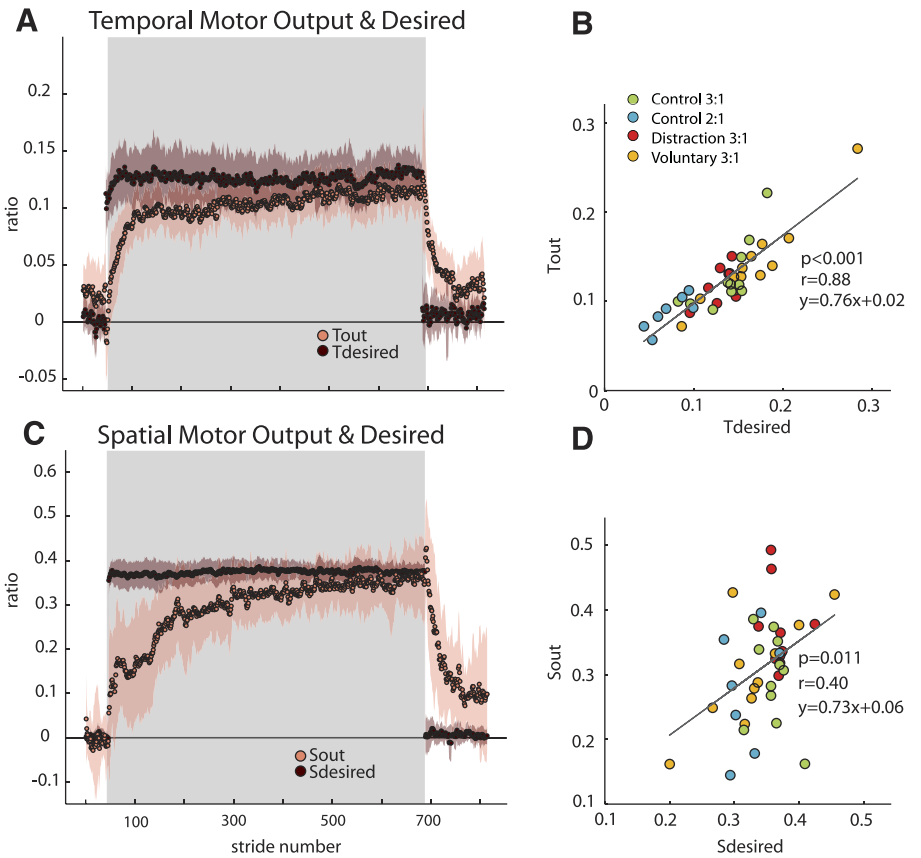 A
Temporal Motor Output & Desired
0.2
0.15
0.1
0.05
0
-0.05
ratio
Tout
Tdesired
B
Control 3:1
Control 2:1
Distraction 3:1
Voluntary 3:1
0.3
0.2
0.1
0
Tout
p<0.001
r=0.88
y=0.76x+0.02
0
0.1
0.2
0.3
Tdesired
C
Spatial Motor Output & Desired
0.6
0.5
0.4
0.3
0.2
0.1
0
-0.1
ratio
Sout
Sdesired
100
300
500
700
stride number
D
0.5
0.4
0.3
0.2
0.1
Sout
p=0.011
r=0.40
y=0.73x+0.06
0.1
0.2
0.3
0.4
0.5
Sdesired